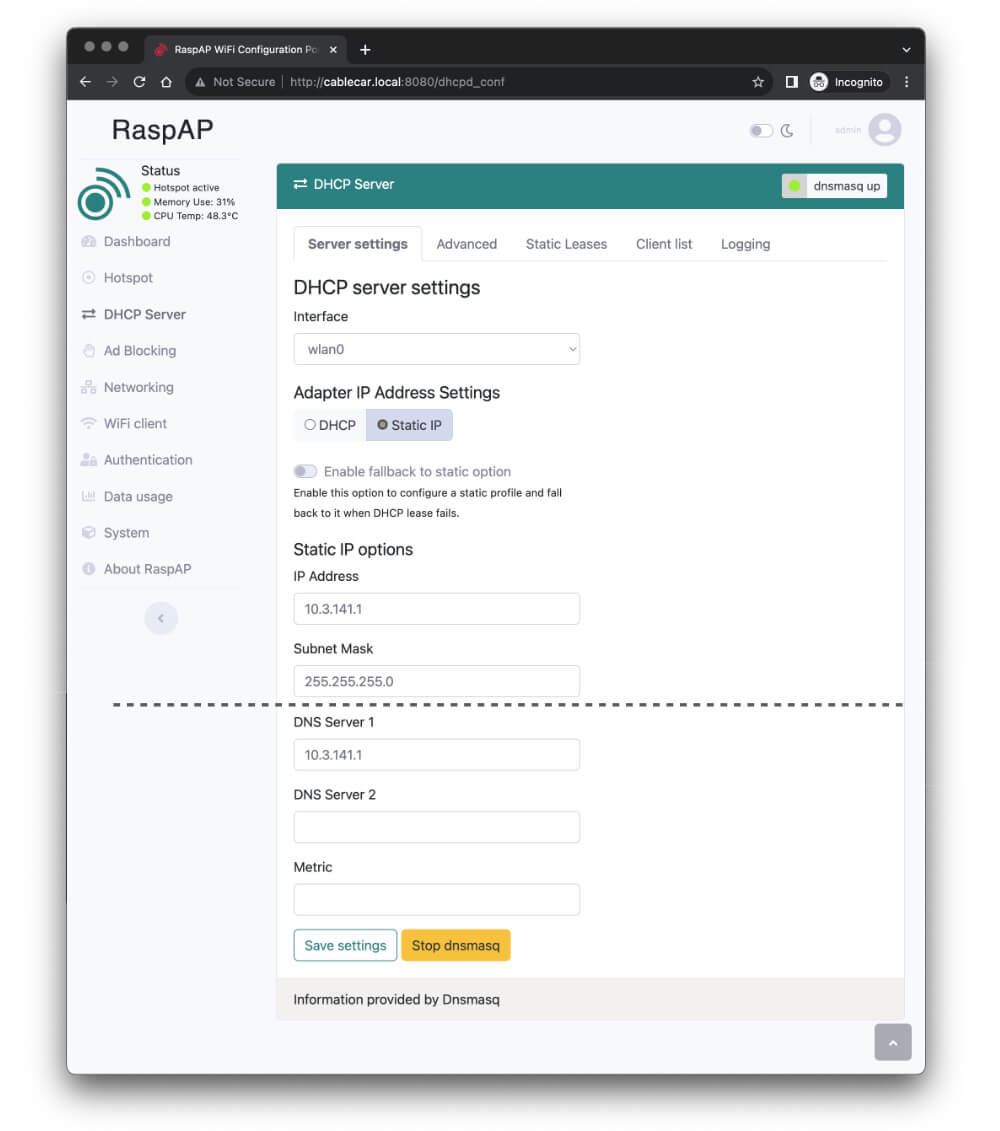 RaspAP WiFi Configuration Po
Not Secure
http://cablecar.local:8080/dhcpd_conf
Incognito
RaspAP
admin
Status
Hotspot active
Memory Use: 31%
CPU Temp: 48.3°C
Dashboard
Hotspot
DHCP Server
Ad Blocking
Networking
WiFi client
Authentication
Data usage
System
About RaspAP
DHCP Server
dnsmasq up
Server settings
Advanced
Static Leases
Client list
Logging
DHCP server settings
Interface
wlan0
Adapter IP Address Settings
DHCP
Static IP
Enable fallback to static option
Enable this option to configure a static profile and fall
back to it when DHCP lease fails.
Static IP options
IP Address
10.3.141.1
Subnet Mask
255.255.255.0
DNS Server 1
10.3.141.1
DNS Server 2
Metric
Save settings
Stop dnsmasq
Information provided by Dnsmasq